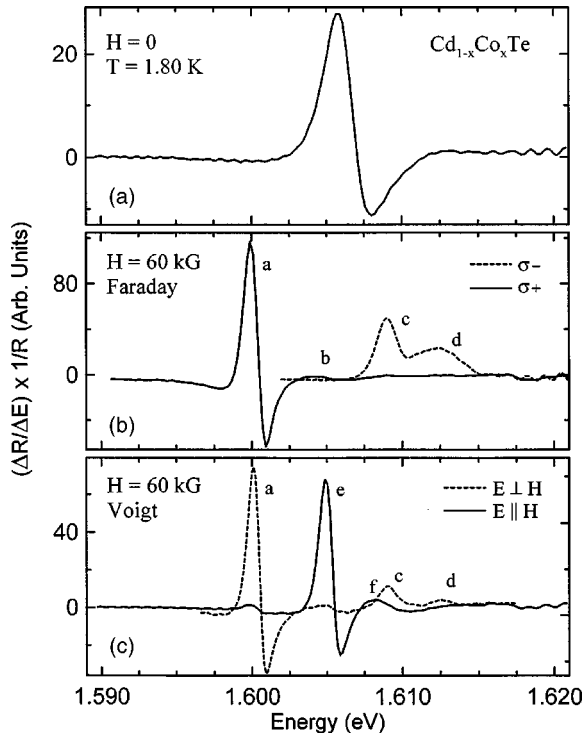 H = 0
T = 1.80 K
Cd1-xCoxTe
20
0
(a)
H = 60 kG
Faraday
a
σ−
σ+
80
b
c
d
0
(b)
(ΔR/ΔE) x 1/R (Arb. Units)
H = 60 kG
Voigt
a
e
E ⊥ H
E || H
40
f
c
d
0
(c)
1.590
1.600
1.610
1.620
Energy (eV)